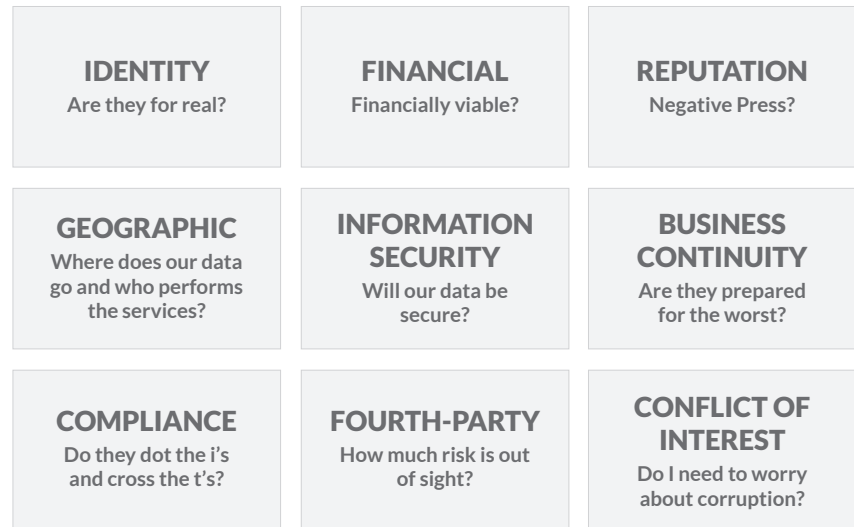 IDENTITY
Are they for real?
FINANCIAL
Financially viable?
REPUTATION
Negative Press?
GEOGRAPHIC
Where does our data
go and who performs
the services?
INFORMATION
SECURITY
Will our data be
secure?
BUSINESS
CONTINUITY
Are they prepared
for the worst?
COMPLIANCE
Do they dot the i’s
and cross the t’s?
FOURTH-PARTY
How much risk is out
of sight?
CONFLICT OF
INTEREST
Do I need to worry
about corruption?